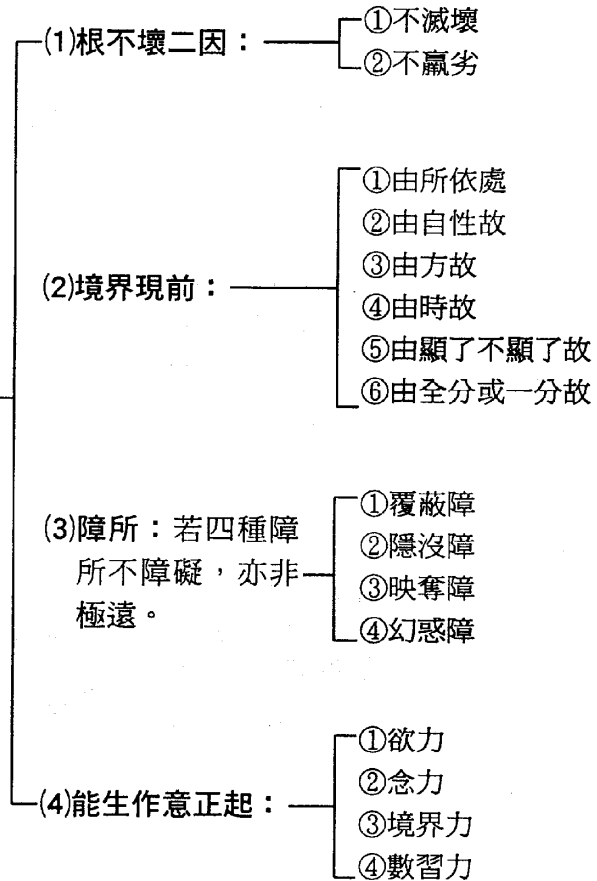 (1)根不壞二因：
①不滅壞
②不羸劣
(2)境界現前：
①由所依處
②由自性故
③由方故
④由時故
⑤由顯了不顯了故
⑥由全分或一分故
(3)障所：若四種障
所不障礙，亦非
極遠。
①覆蔽障
②隱沒障
③映奪障
④幻惑障
(4)能生作意正起：
①欲力
②念力
③境界力
④數習力